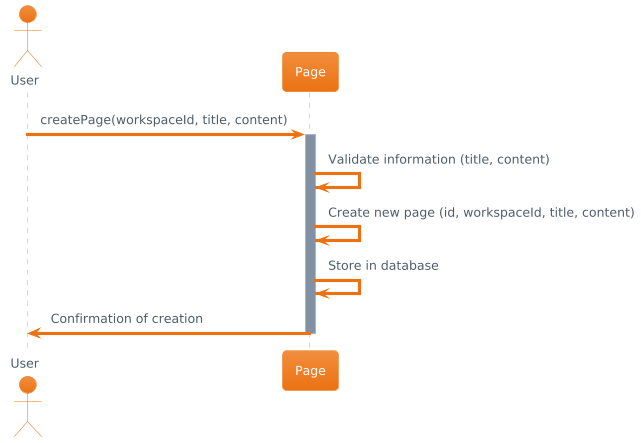 User
Page
createPage(workspaceId, title, content)
Validate information (title, content)
Create new page (id, workspaceId, title, content)
Store in database
Confirmation of creation
User
Page